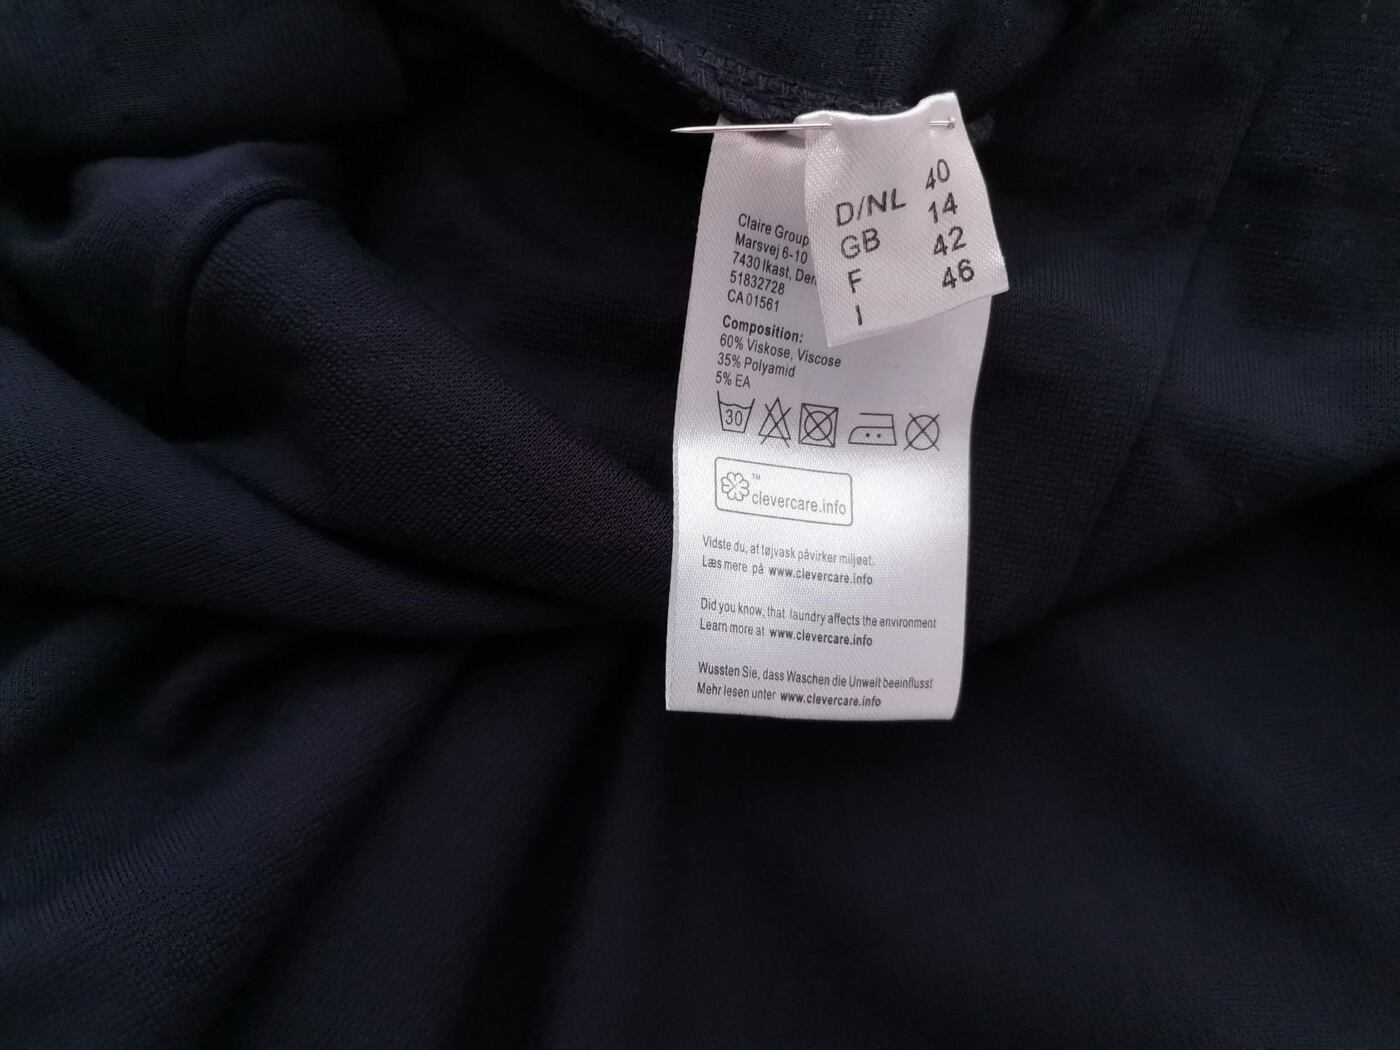 D/NL 40
GB 14
F 42
I 46
Claire Group
Marsvej 6-10
7430 Ikast,
51832728
CA 01561
Composition:
60% Viskose, Viscose
35% Polyamid
5% EA
30
TM
clevercare.info
Vidste du, at tøjvask påvirker miljøet.
Læs mere på www.clevercare.info
Did you know, that laundry affects the environment
Learn more at www.clevercare.info
Wussten Sie, dass Waschen die Umwelt beeinflusst
Mehr lesen unter www.clevercare.info